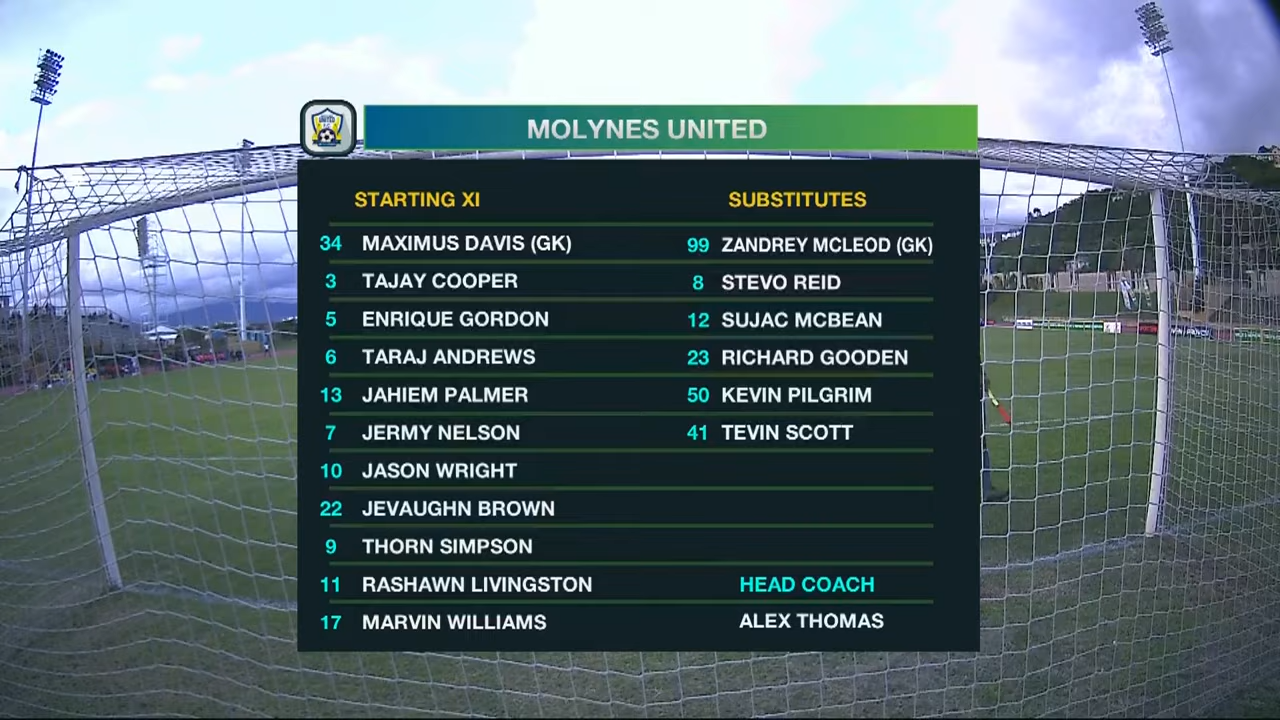 MOLYNES UNITED
STARTING XI
34 MAXIMUS DAVIS (GK)
3 TAJAY COOPER
5 ENRIQUE GORDON
6 TARAJ ANDREWS
13 JAHIEM PALMER
7 JERMY NELSON
10 JASON WRIGHT
22 JEVAUGHN BROWN
9 THORN SIMPSON
11 RASHAWN LIVINGSTON
17 MARVIN WILLIAMS
SUBSTITUTES
99 ZANDREY MCLEOD (GK)
8 STEVO REID
12 SUJAC MCBEAN
23 RICHARD GOODEN
50 KEVIN PILGRIM
41 TEVIN SCOTT
HEAD COACH
ALEX THOMAS